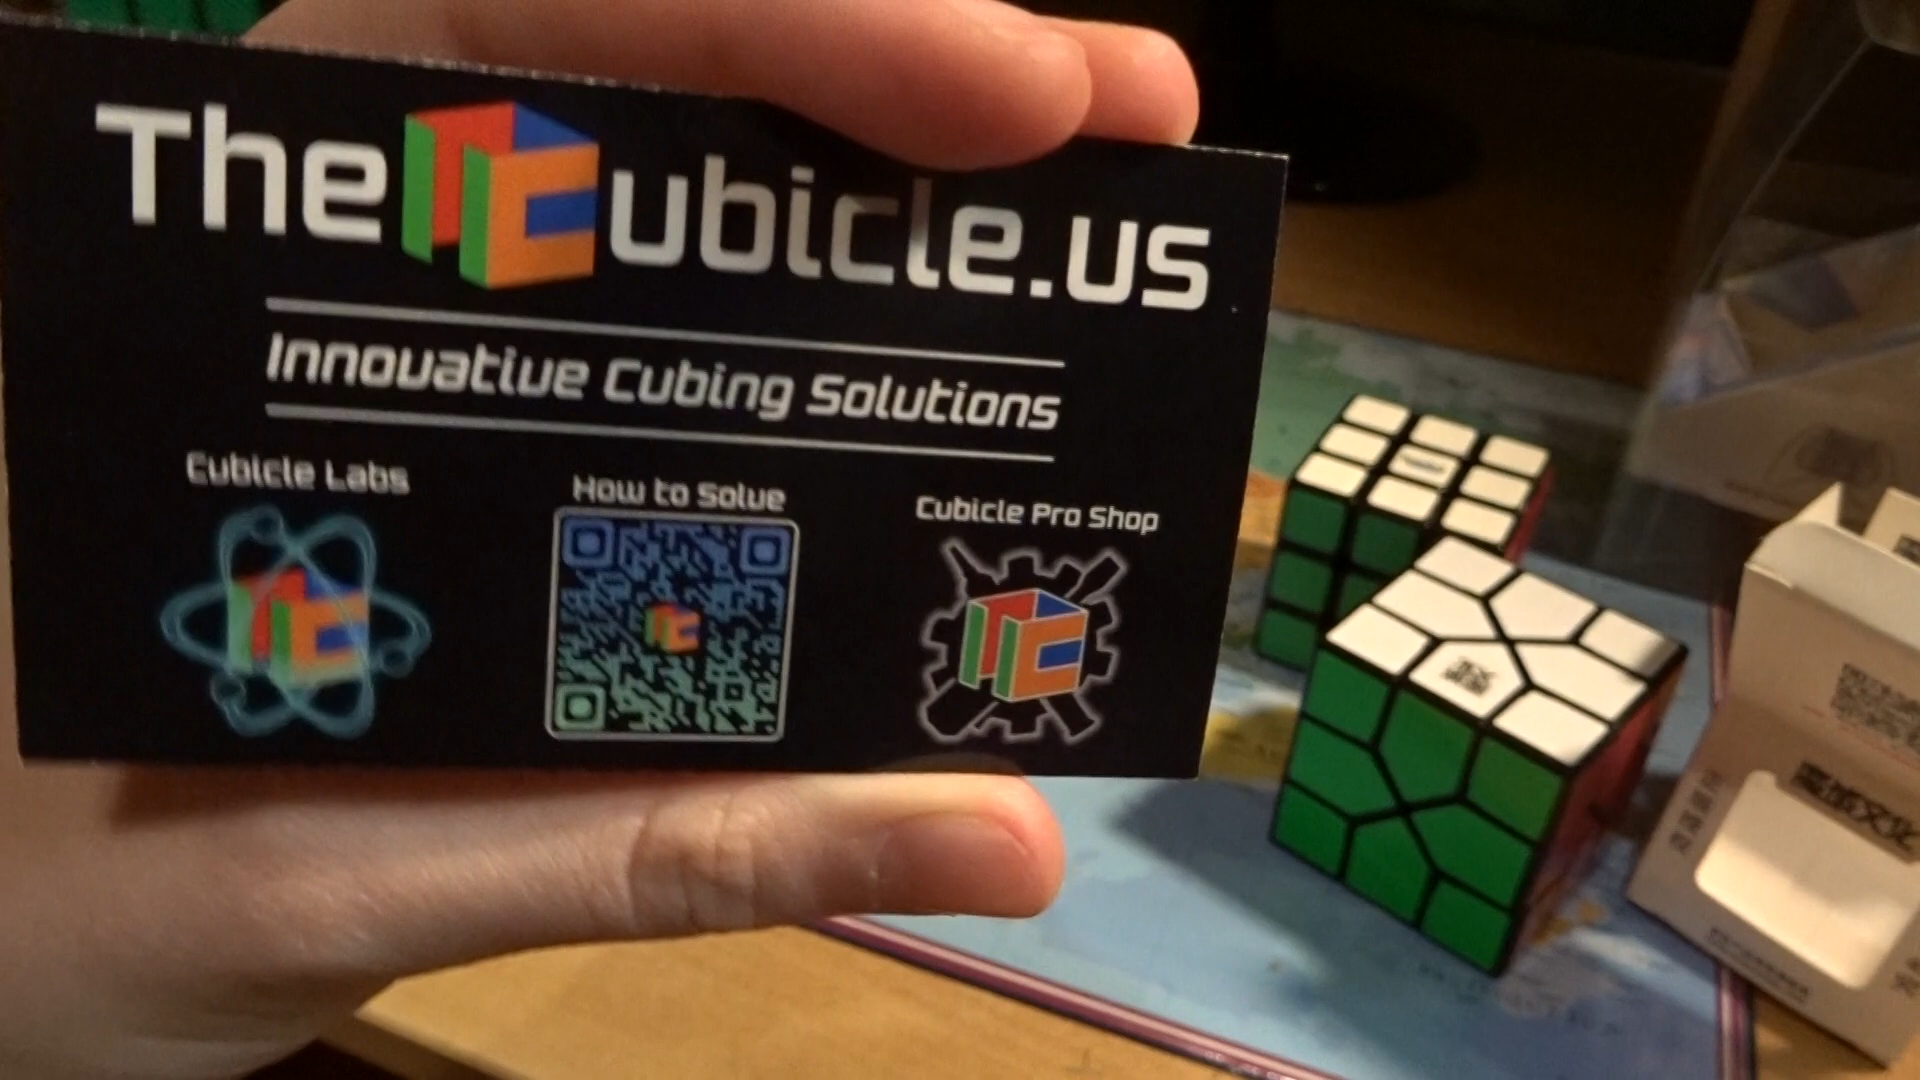 TheCubicle.us
Innovative Cubing Solutions
Cubicle Labs
How to Solve
Cubicle Pro Shop